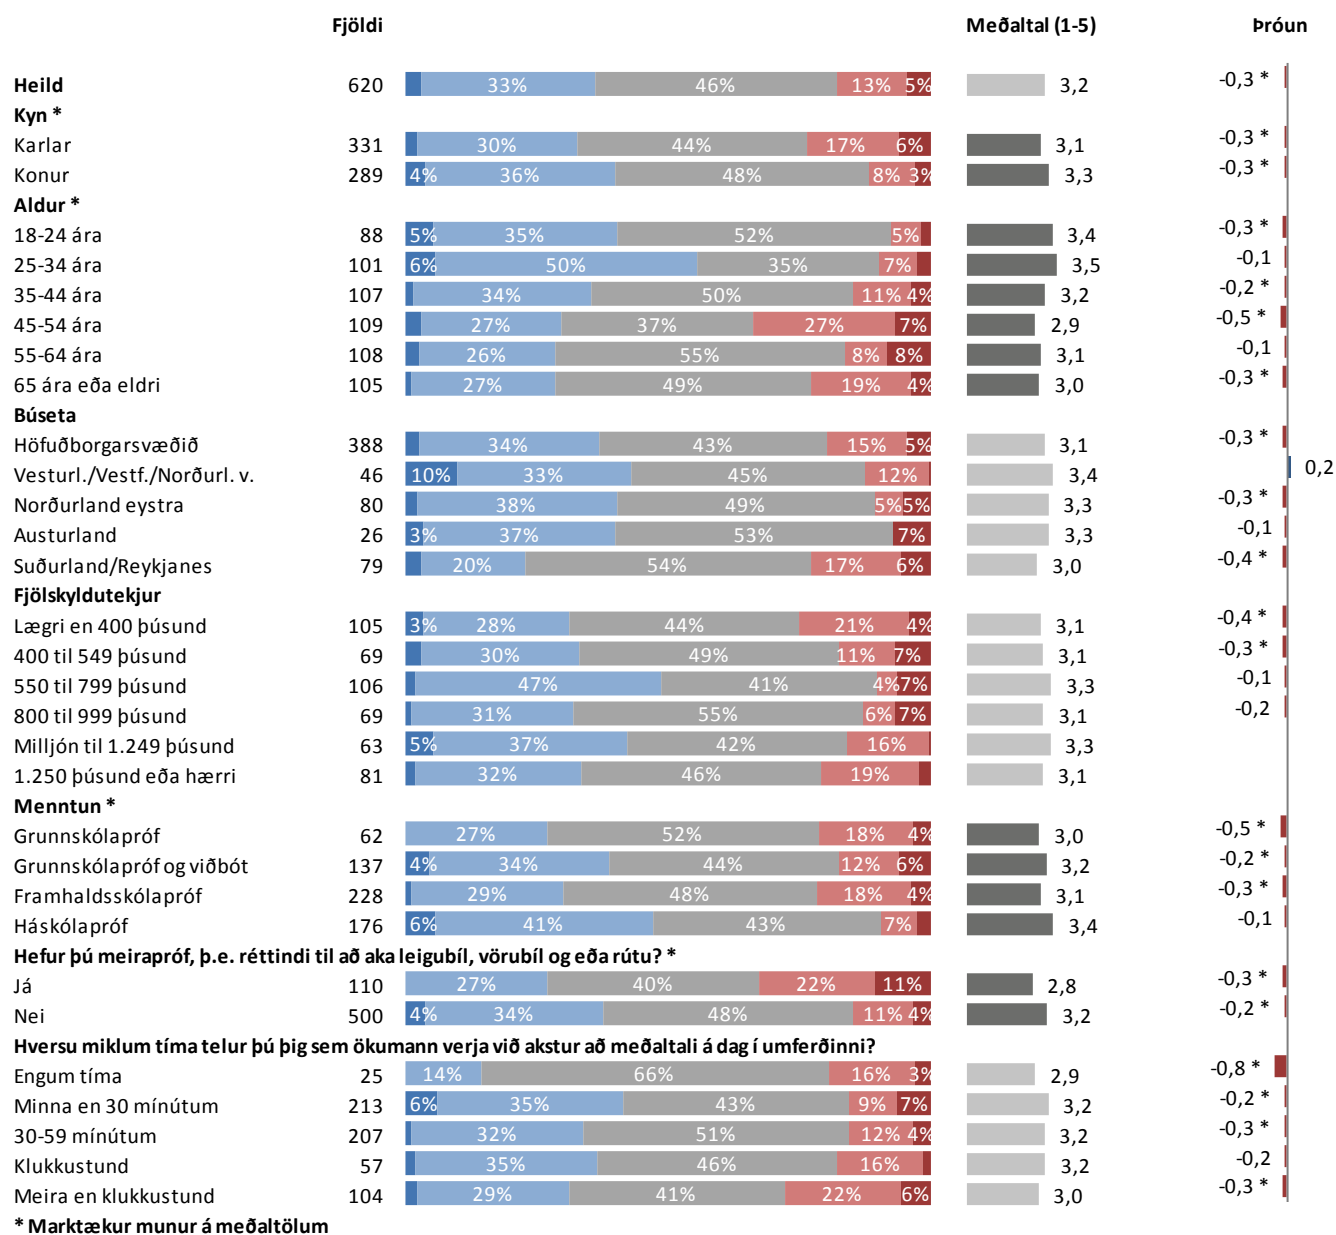 Fjöldi Meðaltal (1-5) Þróun
Heild 620 33% 46% 13% 5% 3,2 -0,3 *
Kyn *
Karlar 331 30% 44% 17% 6% 3,1 -0,3 *
Konur 289 4% 36% 48% 8% 3% 3,3 -0,3 *
Aldur *
18-24 ára 88 5% 35% 52% 5% 3,4 -0,3 *
25-34 ára 101 6% 50% 35% 7% 3,5 -0,1
35-44 ára 107 34% 50% 11% 4% 3,2 -0,2 *
45-54 ára 109 27% 37% 27% 7% 2,9 -0,5 *
55-64 ára 108 26% 55% 8% 8% 3,1 -0,1
65 ára eða eldri 105 27% 49% 19% 4% 3,0 -0,3 *
Búseta
Höfuðborgarsvæðið 388 34% 43% 15% 5% 3,1 -0,3 *
Vesturl./Vestf./Norðurl. v. 46 10% 33% 45% 12% 3,4 0,2
Norðurland eystra 80 38% 49% 5% 5% 3,3 -0,3 *
Austurland 26 3% 37% 53% 7% 3,3 -0,1
Suðurland/Reykjanes 79 20% 54% 17% 6% 3,0 -0,4 *
Fjölskyldutekjur
Lægri en 400 þúsund 105 3% 28% 44% 21% 4% 3,1 -0,4 *
400 til 549 þúsund 69 30% 49% 11% 7% 3,1 -0,3 *
550 til 799 þúsund 106 47% 41% 4% 7% 3,3 -0,1
800 til 999 þúsund 69 31% 55% 6% 7% 3,1 -0,2
Milljón til 1.249 þúsund 63 5% 37% 42% 16% 3,3
1.250 þúsund eða hærri 81 32% 46% 19% 3,1
Menntun *
Grunnskólapróf 62 27% 52% 18% 4% 3,0 -0,5 *
Grunnskólapróf og viðbót 137 4% 34% 44% 12% 6% 3,2 -0,2 *
Framhaldsskólapróf 228 29% 48% 18% 4% 3,1 -0,3 *
Háskólapróf 176 6% 41% 43% 7% 3,4 -0,1
Hefur þú meirapróf, þ.e. réttindi til að aka leigubíl, vörubíl og eða rútu? *
Já 110 27% 40% 22% 11% 2,8 -0,3 *
Nei 500 4% 34% 48% 11% 4% 3,2 -0,2 *
Hversu miklum tíma telur þú þig sem ökumann verja við akstur að meðaltali á dag í umferðinni?
Engum tíma 25 14% 66% 16% 3% 2,9 -0,8 *
Minna en 30 mínútum 213 6% 35% 43% 9% 7% 3,2 -0,2 *
30-59 mínútum 207 32% 51% 12% 4% 3,2 -0,3 *
Klukkustund 57 35% 46% 16% 3,2 -0,2
Meira en klukkustund 104 29% 41% 22% 6% 3,0 -0,3 *
* Marktækur munur á meðaltölum